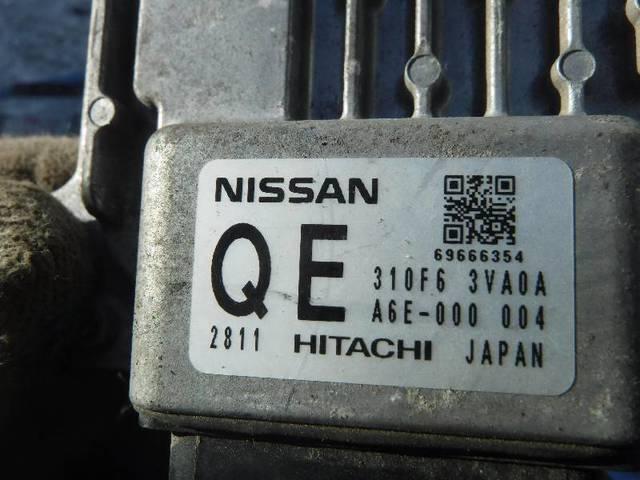 NISSAN
69666354
QE
310F6 3VA0A
A6E-000 004
2811 HITACHI JAPAN